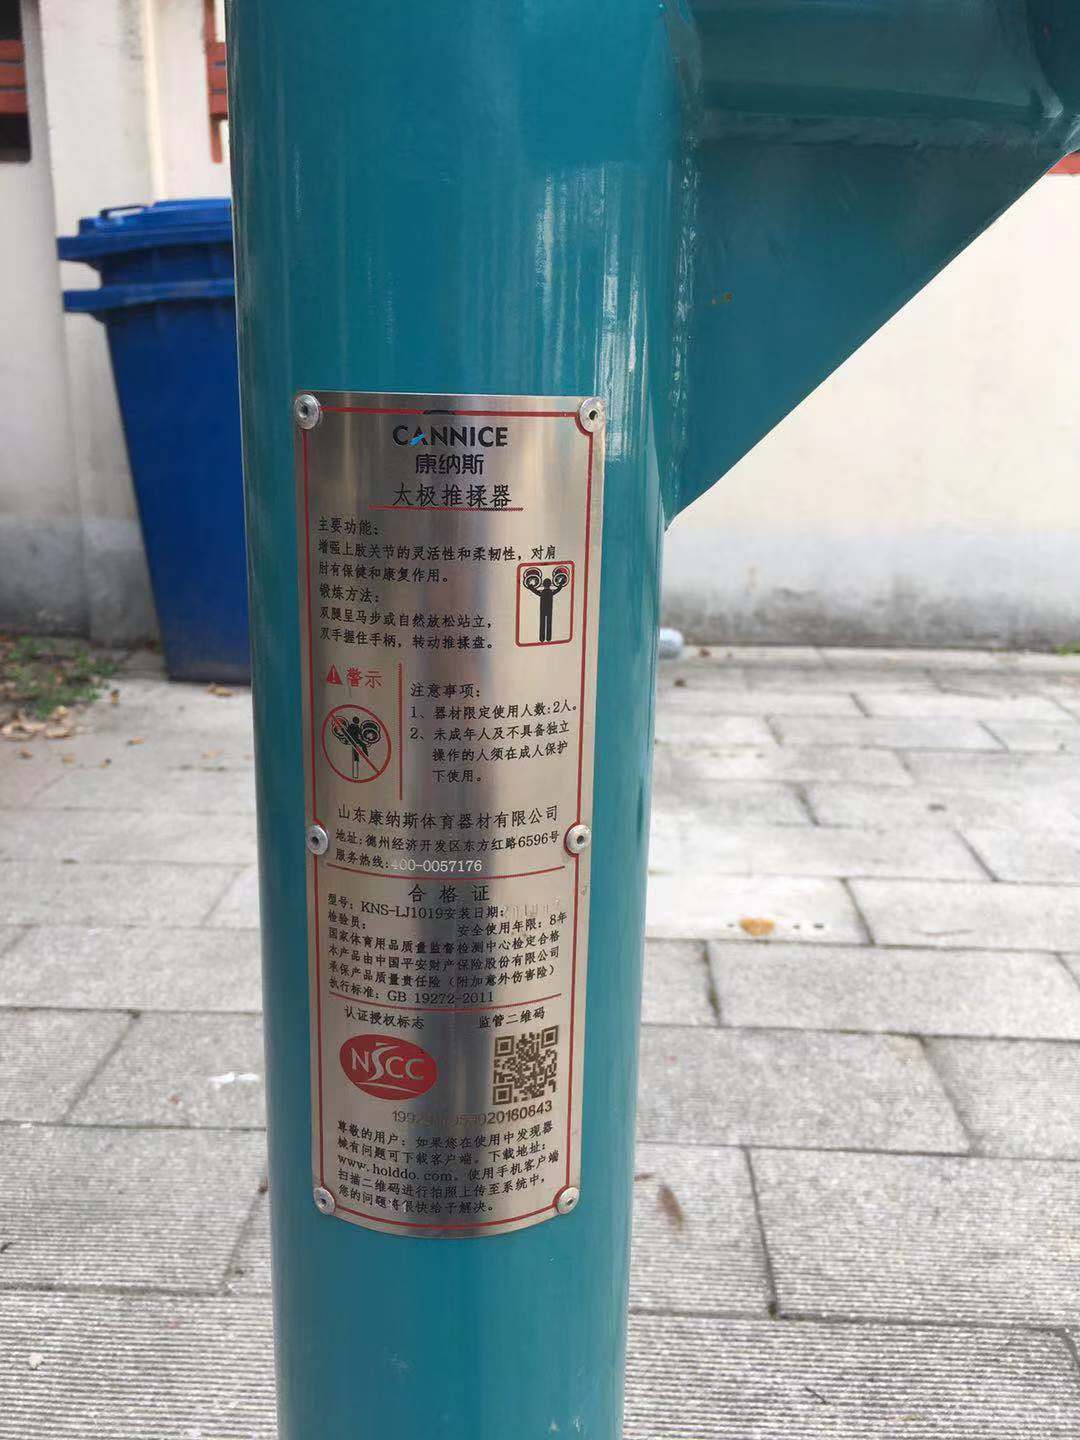 CANNICE
康纳斯
太极推揉器
主要功能：
增强上肢关节的灵活性和柔韧性，对肩
肘有保健和康复作用。
锻炼方法：
双腿呈马步或自然放松站立，
双手握住手柄，转动推揉盘。
警示
注意事项：
1、器材限定使用人数：2人。
2、未成年人及不具备独立
操作的人须在成人保护
下使用。
山东康纳斯体育器材有限公司
地址：德州经济开发区东方红路6596号
服务热线：400-0057176
合格证
型号：KNS-LJ1019安装日期：
检验员： 安全使用年限：8年
国家体育用品质量监督检测中心检定合格
本产品由中国平安财产保险股份有限公司
承保产品质量责任险（附加意外伤害险）
执行标准：GB 19272-2011
认证授权标志 监管二维码
NSCC
尊敬的用户：如果您在使用中发现器
械有问题可下载客户端。下载地址：
www.holddo.com。使用手机客户端
扫描二维码进行拍照上传至系统中，
您的问题将很快给予解决。